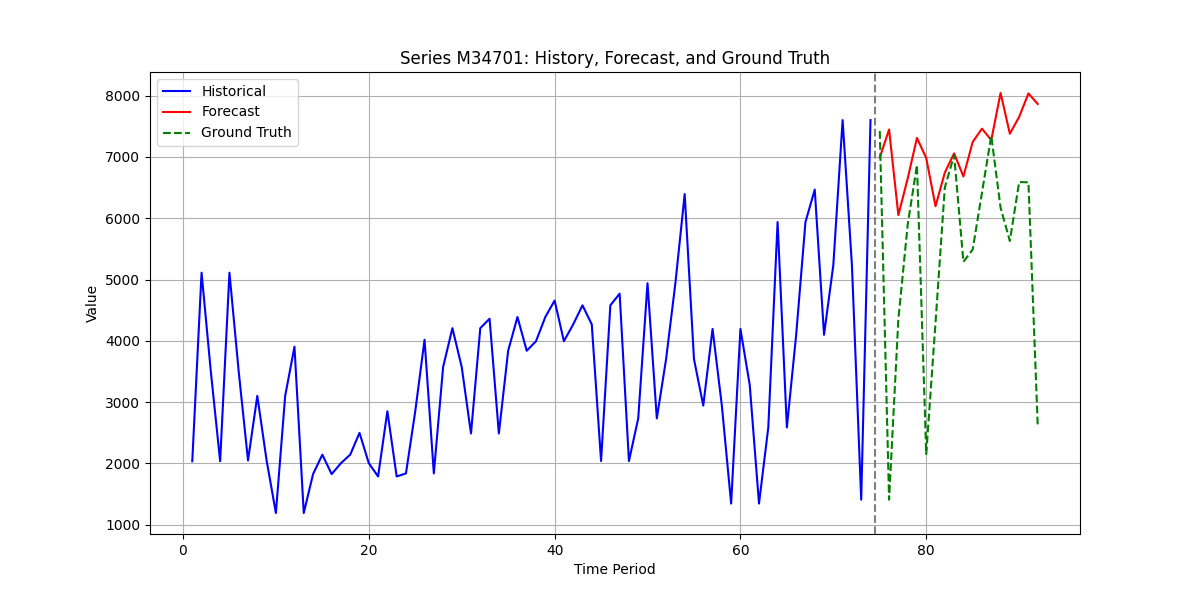 Series M34701: History, Forecast, and Ground Truth
Historical
Forecast
Ground Truth
8000
7000
6000
5000
4000
3000
2000
1000
Value
0 20 40 60 80
Time Period